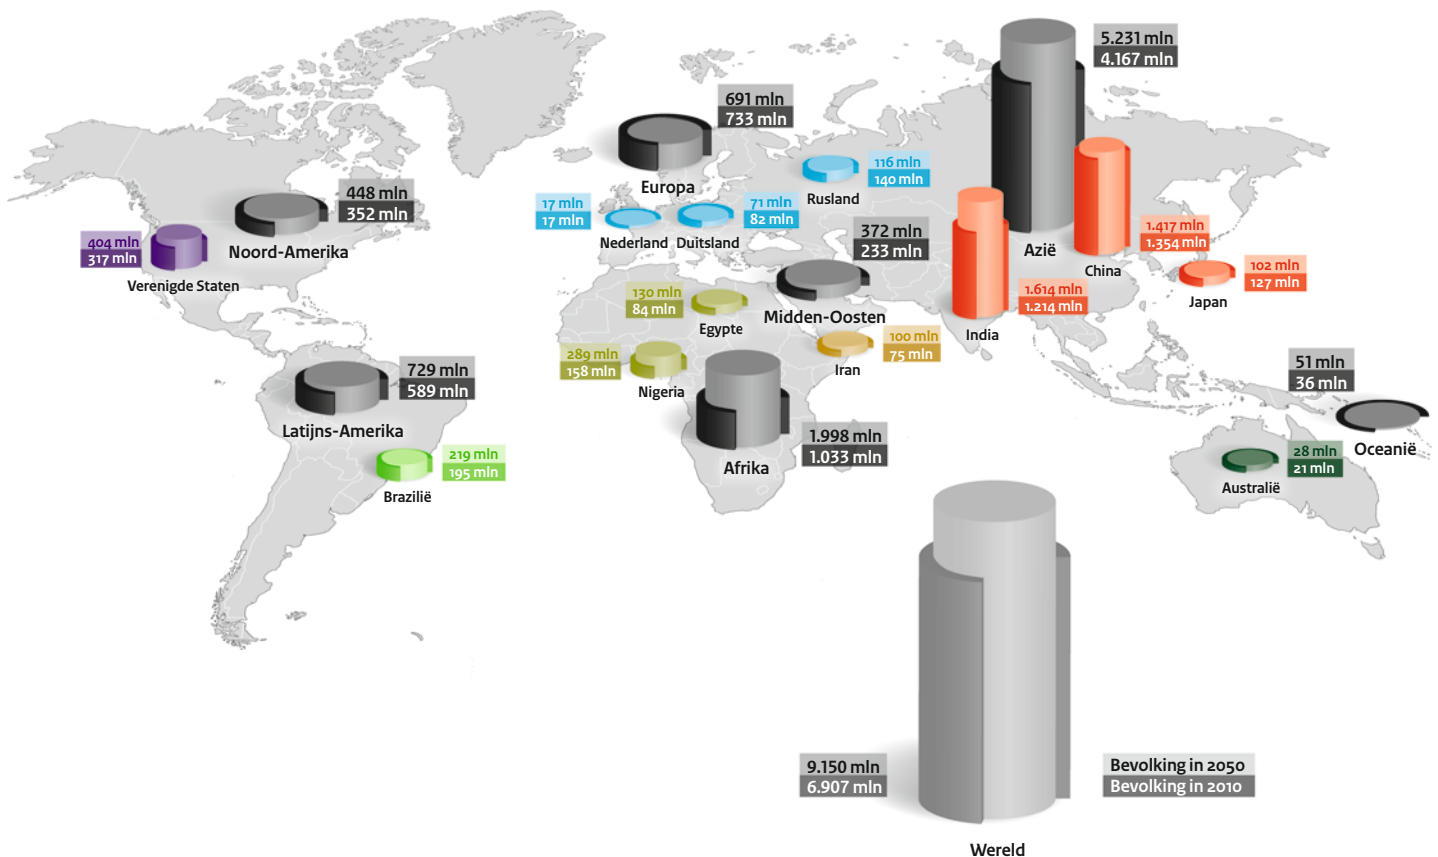 5.231 mln
4.167 mln
Azië
691 mln
733 mln
Europa
116 mln
140 mln
Rusland
448 mln
352 mln
Noord-Amerika
404 mln
317 mln
Verenigde Staten
17 mln
17 mln
Nederland
71 mln
82 mln
Duitsland
372 mln
233 mln
Midden-Oosten
1.417 mln
1.354 mln
China
102 mln
127 mln
Japan
1.614 mln
1.214 mln
India
130 mln
84 mln
Egypte
289 mln
158 mln
Nigeria
100 mln
75 mln
Iran
729 mln
589 mln
Latijns-Amerika
219 mln
195 mln
Brazilië
1.998 mln
1.033 mln
Afrika
51 mln
36 mln
Oceanië
28 mln
21 mln
Australië
9.150 mln
6.907 mln
Wereld
Bevolking in 2050
Bevolking in 2010